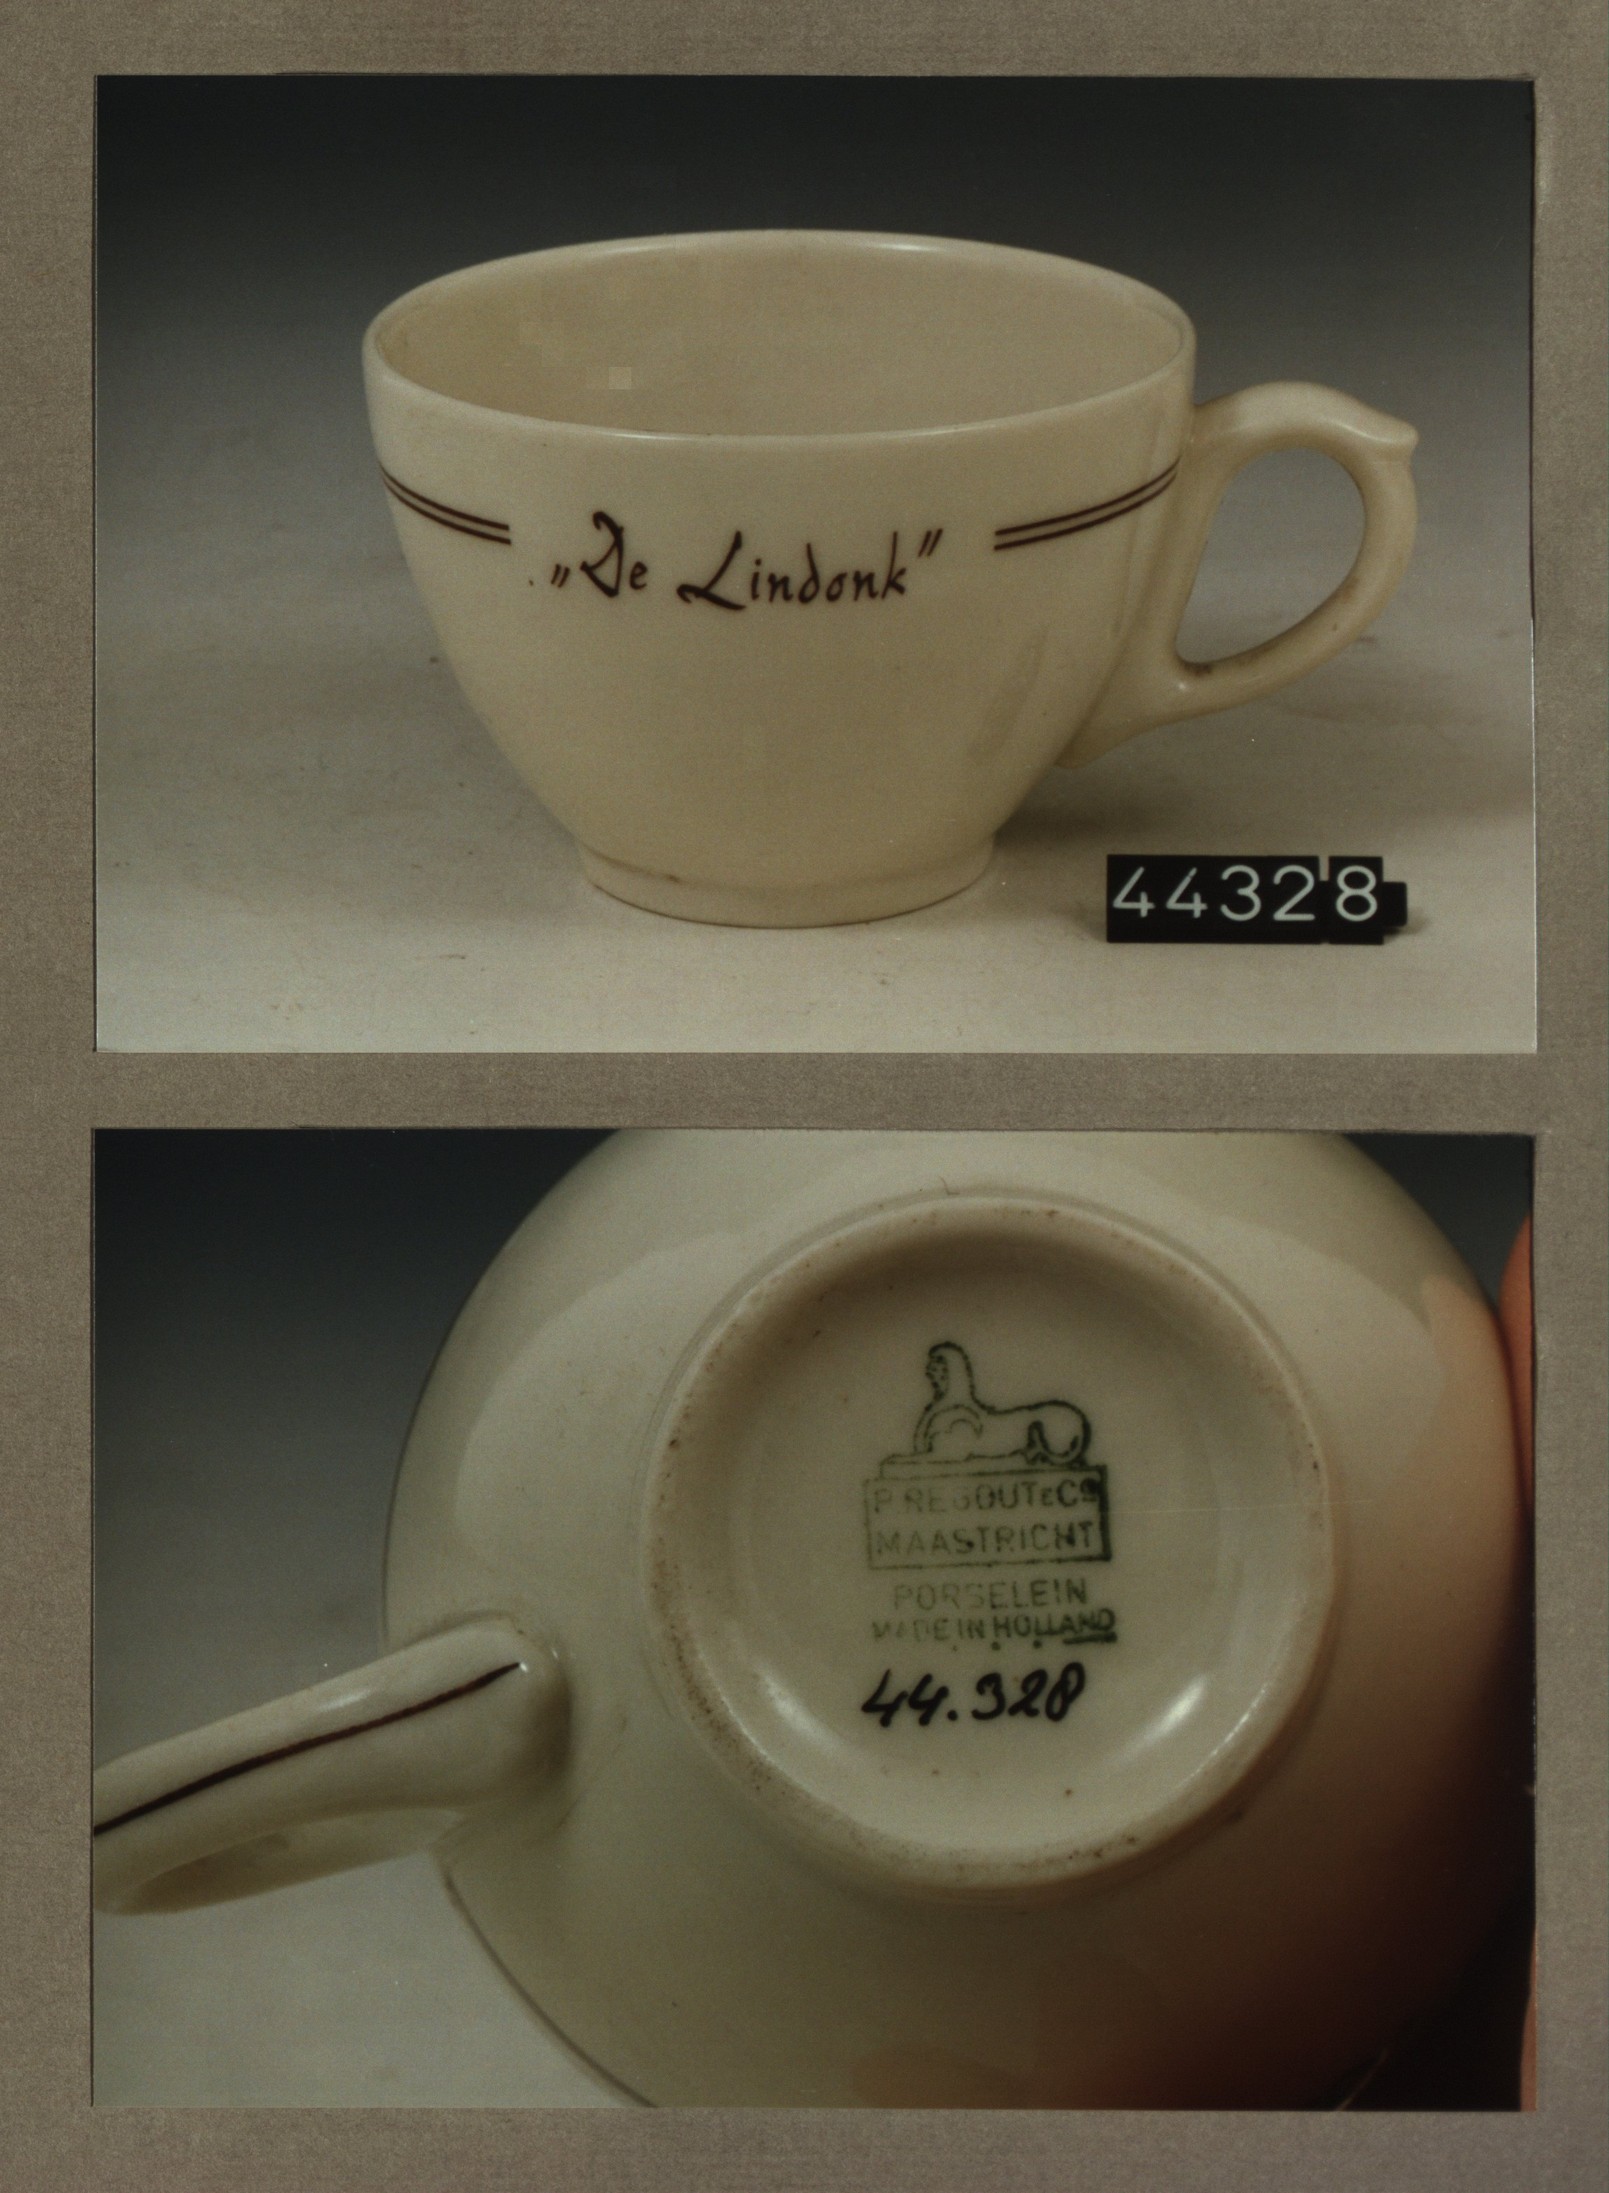 „De Lindonk"
44328
P. REGOUT & Co
MAASTRICHT
PORSELEIN
MADE IN HOLLAND
44.328